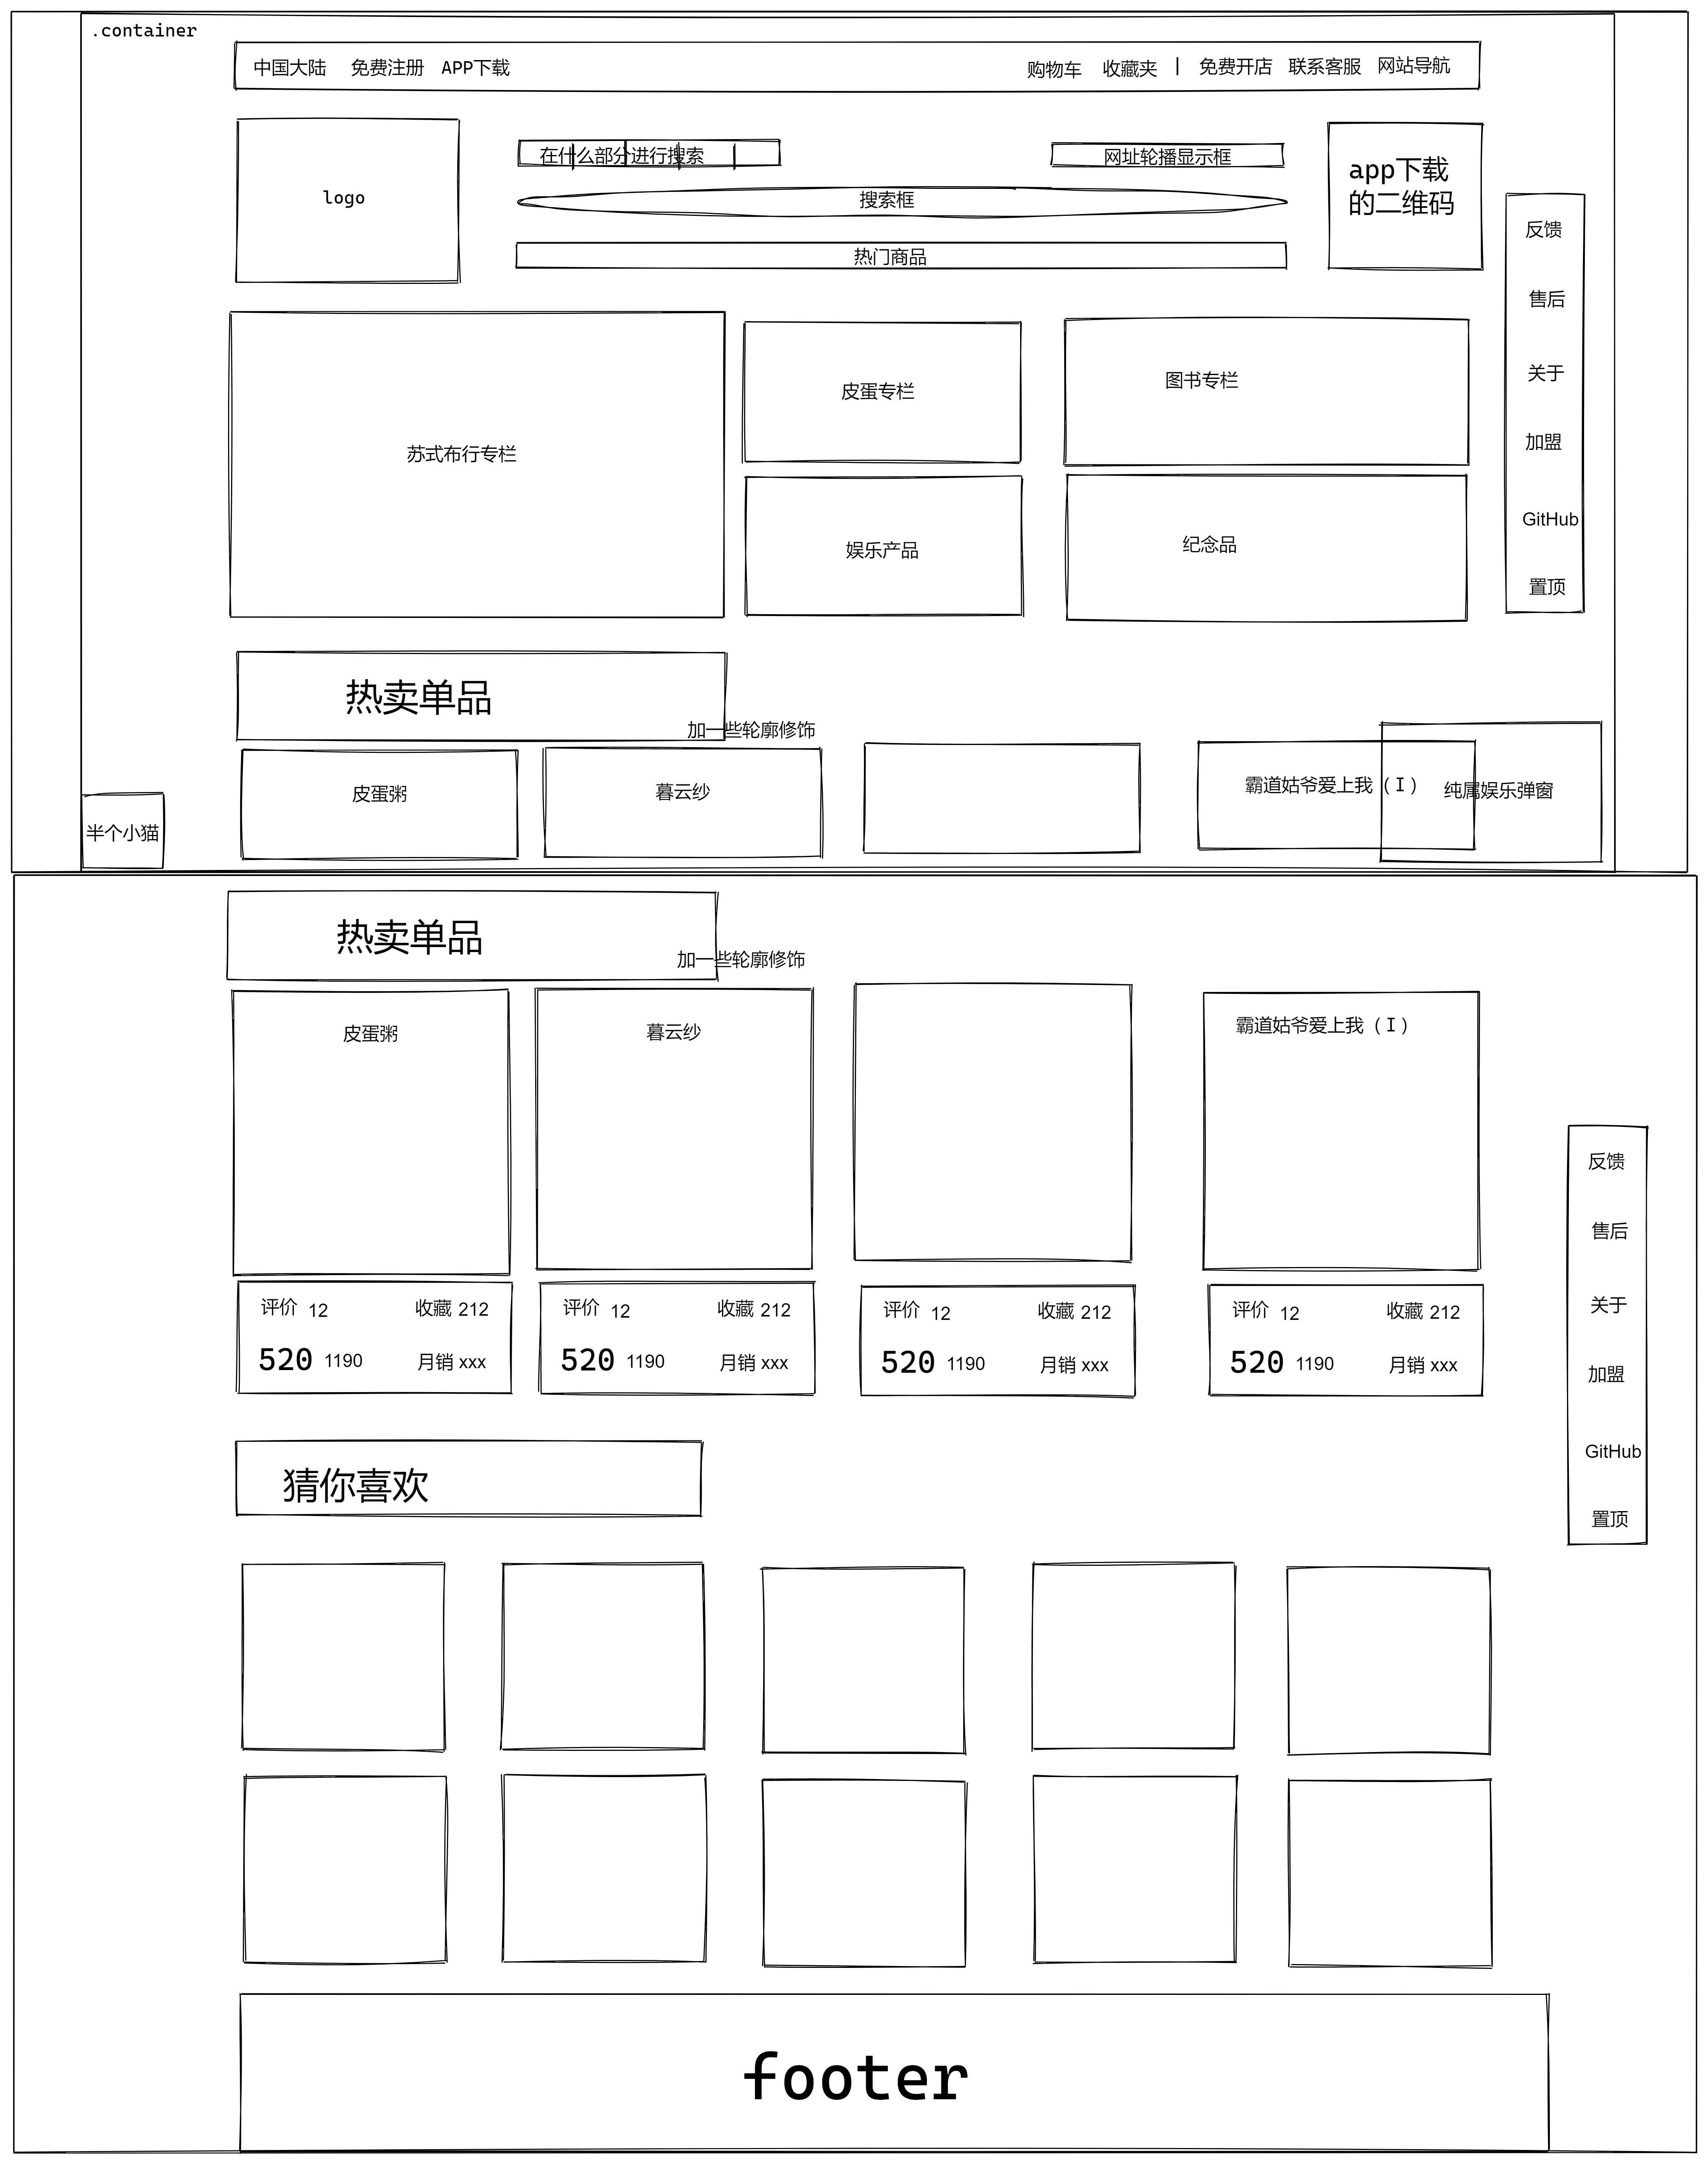 .container
中国大陆 免费注册 APP下载 购物车 收藏夹 | 免费开店 联系客服 网站导航
logo
在什么部分进行搜索
网址轮播显示框
搜索框
热门商品
app下载
的二维码
苏式布行专栏
皮蛋专栏
图书专栏
娱乐产品
纪念品
反馈
售后
关于
加盟
GitHub
置顶
热卖单品
加一些轮廓修饰
皮蛋粥
暮云纱
霸道姑爷爱上我（I）
纯属娱乐弹窗
半个小猫
热卖单品
加一些轮廓修饰
皮蛋粥
暮云纱
霸道姑爷爱上我（I）
评价 12 收藏 212
520 1190 月销 xxx
评价 12 收藏 212
520 1190 月销 xxx
评价 12 收藏 212
520 1190 月销 xxx
评价 12 收藏 212
520 1190 月销 xxx
反馈
售后
关于
加盟
GitHub
置顶
猜你喜欢
footer